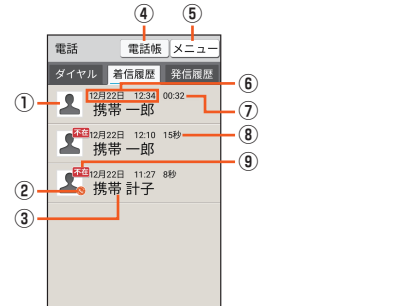 ④ ⑤
電話 電話帳 メニュー
ダイヤル 着信履歴 発信履歴
⑥
① 12月22日 12:34 00:32
携帯 一郎 ⑦
不在 12月22日 12:10 15秒 ⑧
携帯 一郎
⑨
不在 12月22日 11:27 8秒
② 携帯 計子
③